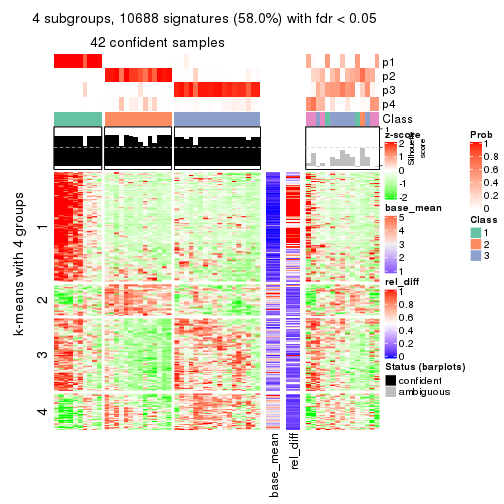 4 subgroups, 10688 signatures (58.0%) with fdr < 0.05
42 confident samples
p1
p2
p3
p4
Class
1
Silhouette
score
k-means with 4 groups
1
2
3
4
base_mean
rel_diff
z-score
2
1
0
-1
-2
base_mean
5
4
3
2
1
rel_diff
1
0.8
0.6
0.4
0.2
0
Status (barplots)
confident
ambiguous
Prob
1
0.8
0.6
0.4
0.2
0
Class
1
2
3